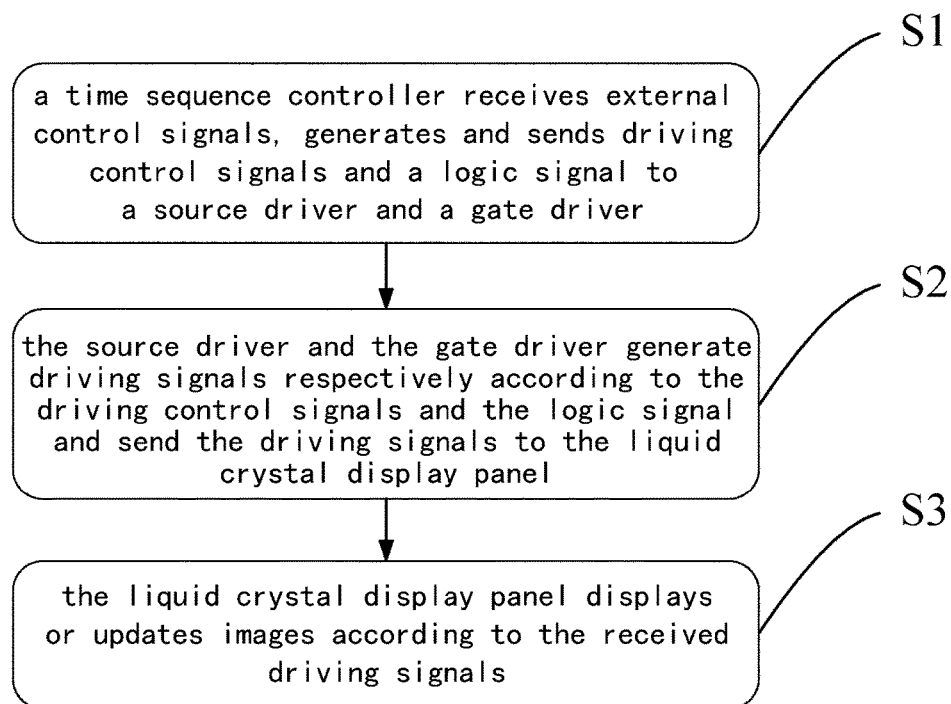 S1
a time sequence controller receives external
control signals, generates and sends driving
control signals and a logic signal to
a source driver and a gate driver
S2
the source driver and the gate driver generate
driving signals respectively according to the
driving control signals and the logic signal
and send the driving signals to the liquid
crystal display panel
S3
the liquid crystal display panel displays
or updates images according to the received
driving signals